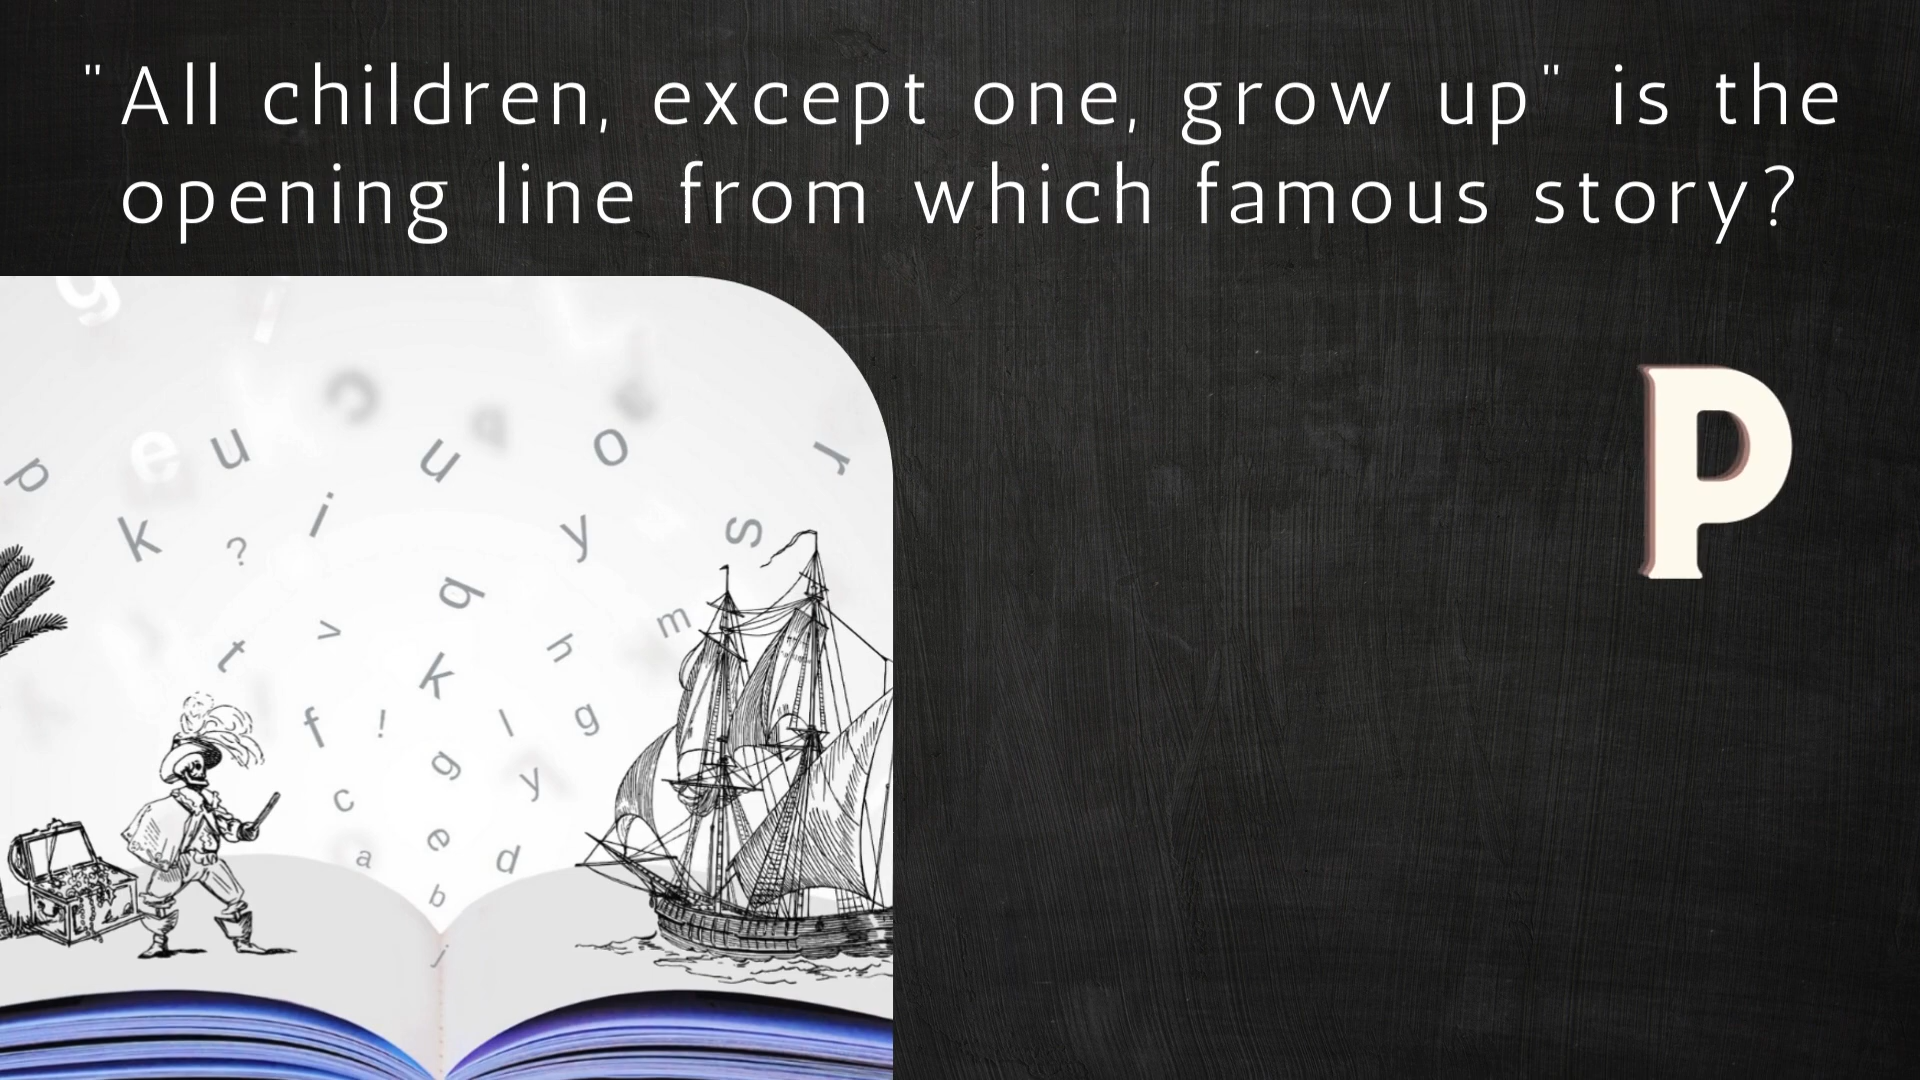 "All children, except one, grow up" is the
opening line from which famous story?
P
g
i
c
a
e
e
u
u
o
r
d
k
?
i
y
s
q
m
t
v
h
k
f
!
l
g
g
y
c
e
a
d
b
j